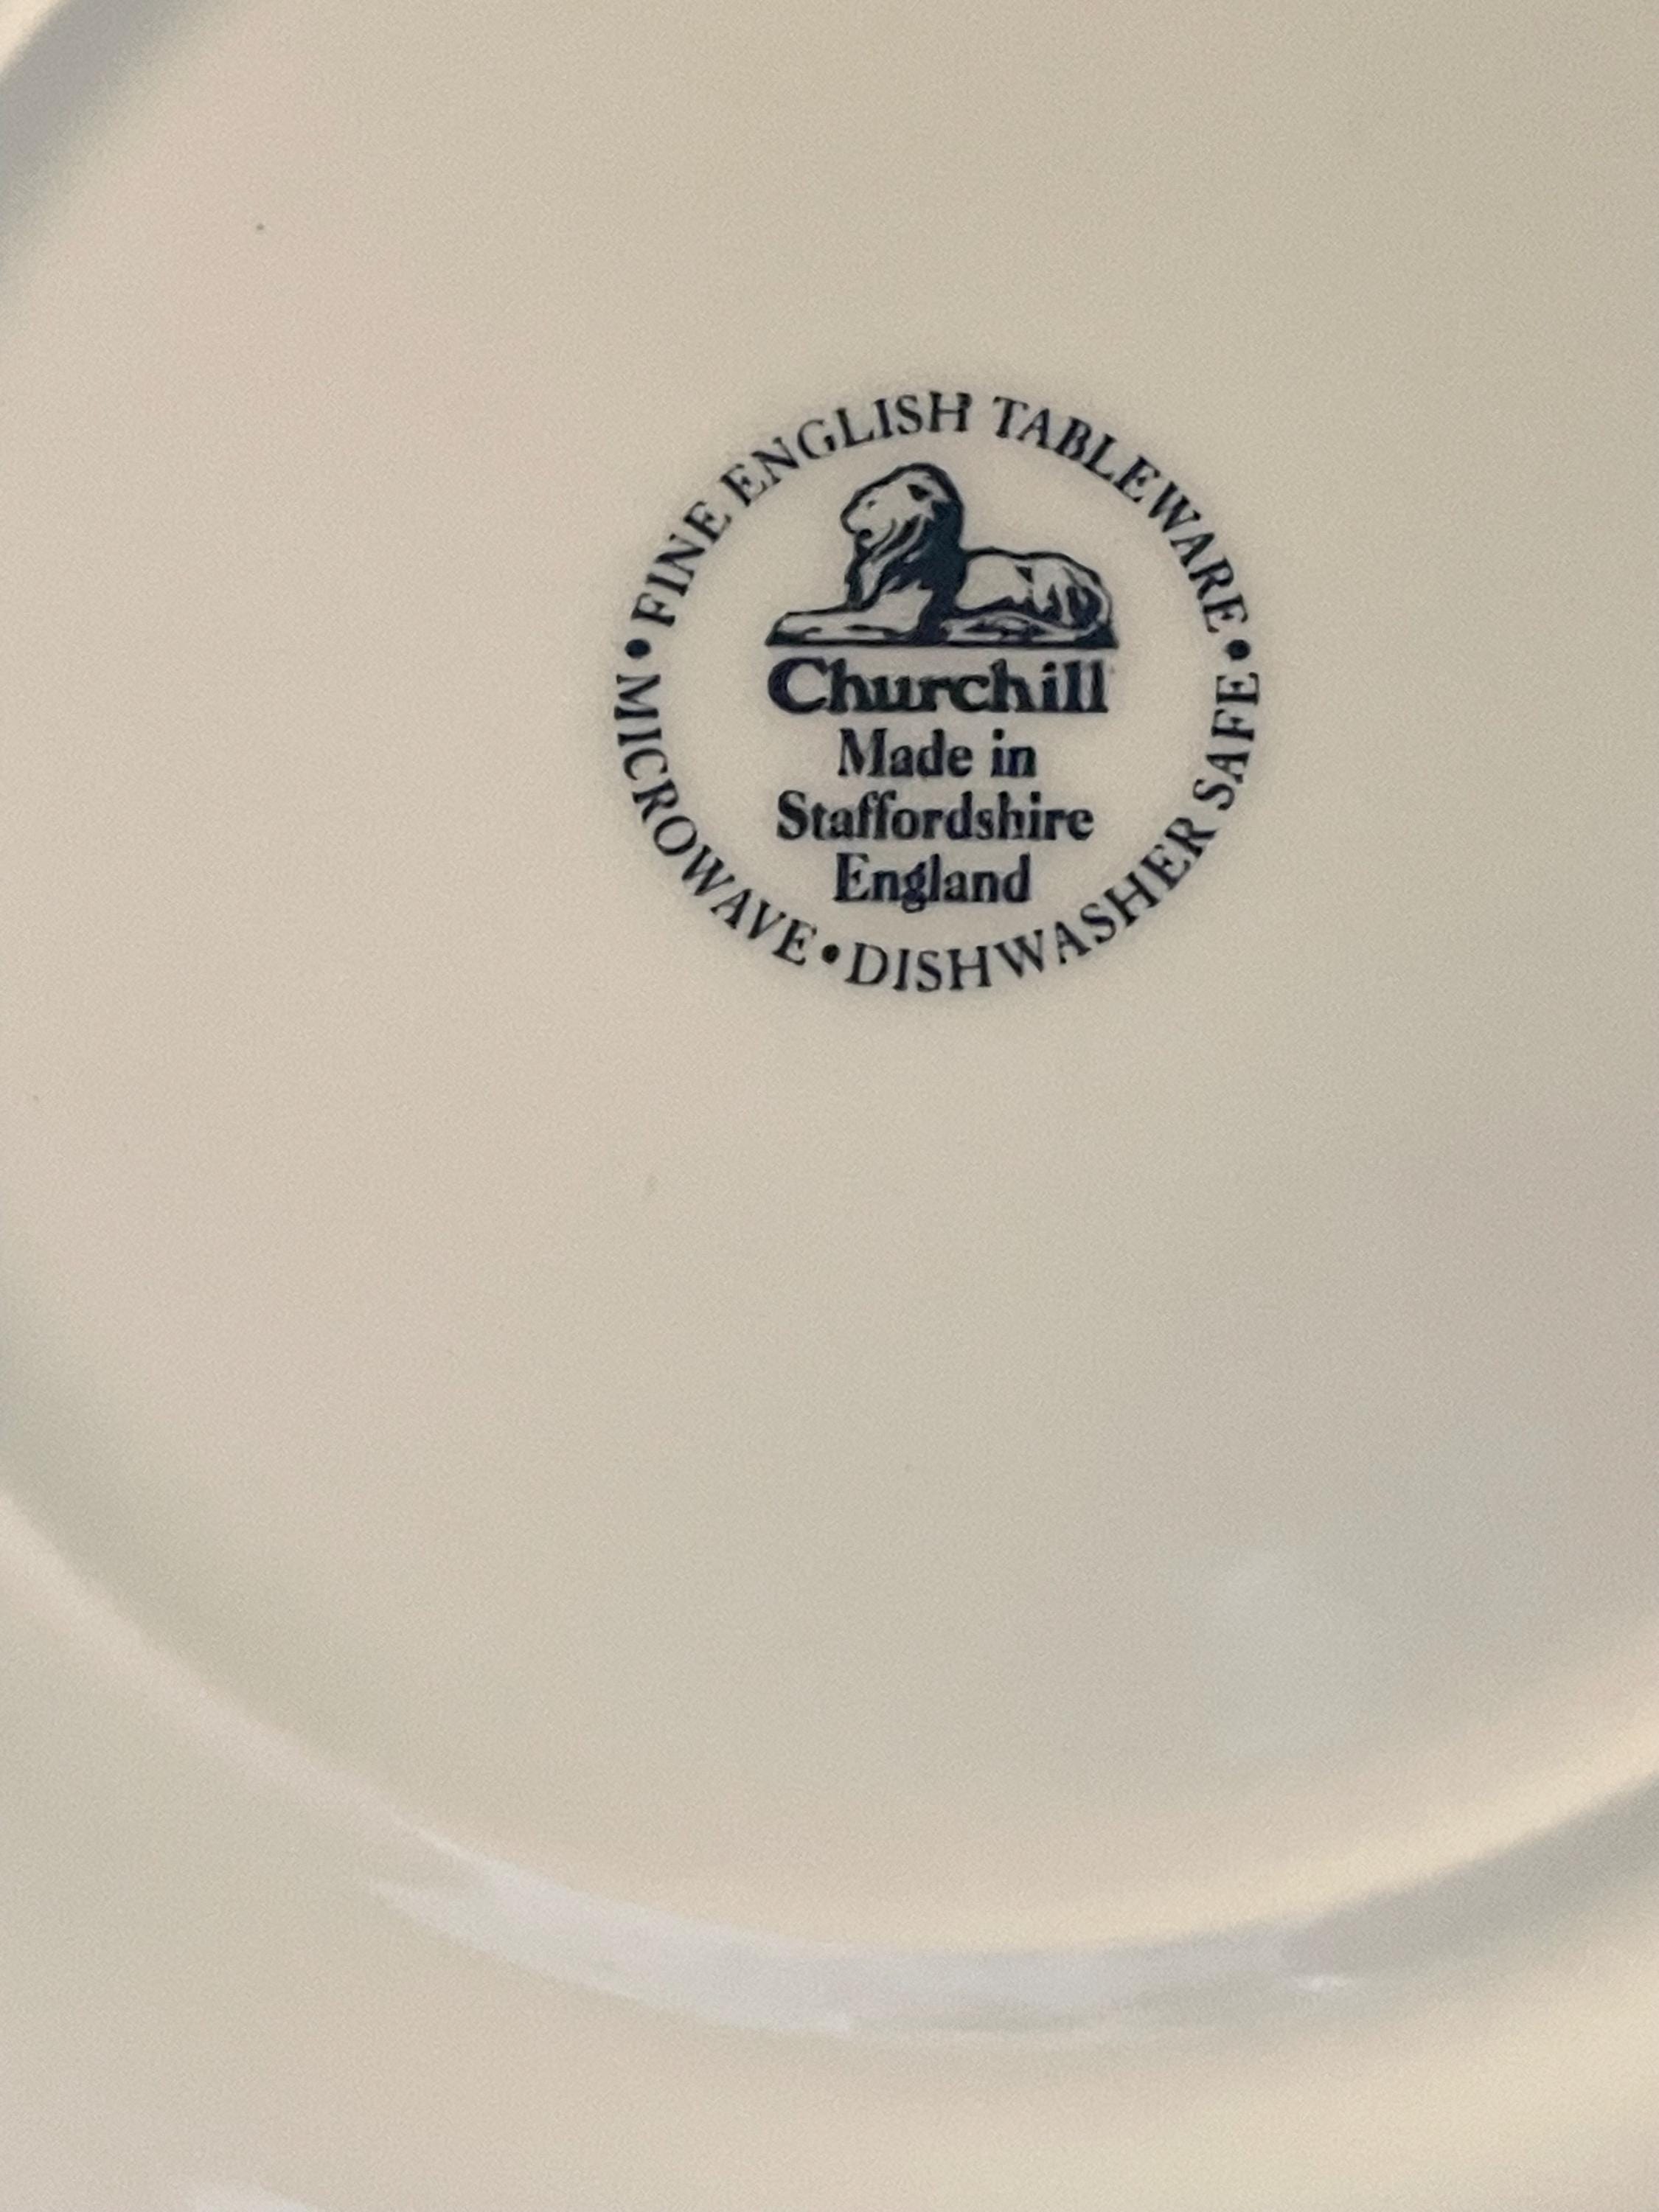 • FINE ENGLISH TABLEWARE •
Churchill
Made in
Staffordshire
England
MICROWAVE • DISHWASHER SAFE